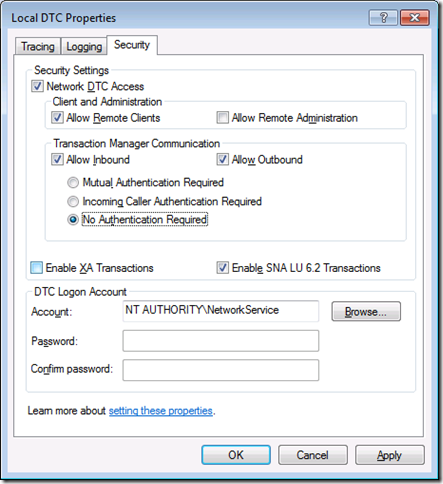 Local DTC Properties
Tracing Logging Security
Security Settings
Network DTC Access
Client and Administration
Allow Remote Clients Allow Remote Administration
Transaction Manager Communication
Allow Inbound Allow Outbound
Mutual Authentication Required
Incoming Caller Authentication Required
No Authentication Required
Enable XA Transactions Enable SNA LU 6.2 Transactions
DTC Logon Account
Account: NT AUTHORITY\NetworkService Browse...
Password:
Confirm password:
Learn more about setting these properties.
OK Cancel Apply